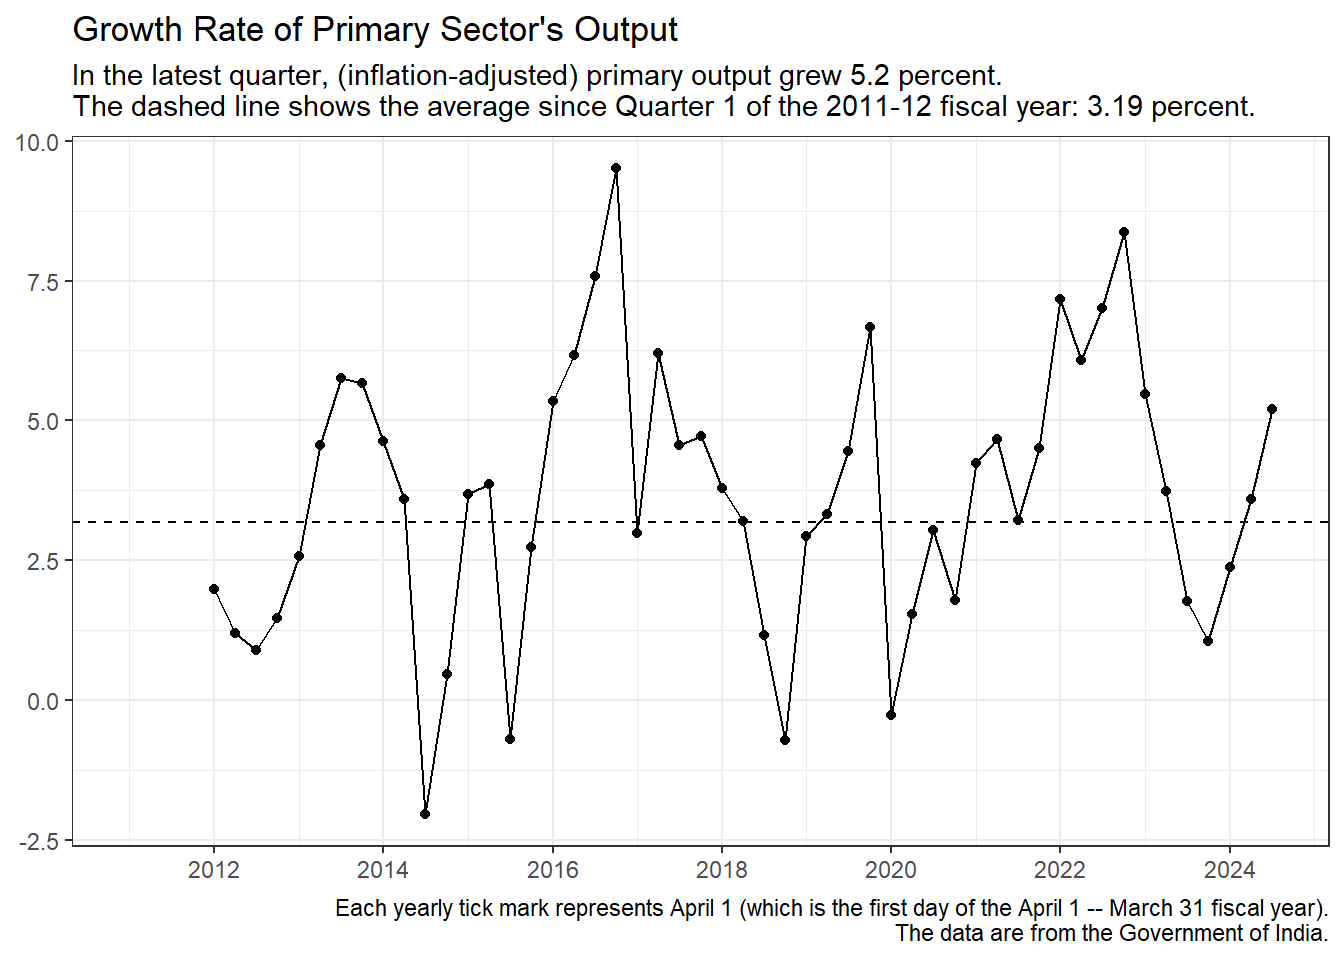 Growth Rate of Primary Sector's Output
In the latest quarter, (inflation-adjusted) primary output grew 5.2 percent.
The dashed line shows the average since Quarter 1 of the 2011-12 fiscal year: 3.19 percent.
10.0
7.5
5.0
2.5
0.0
-2.5
2012 2014 2016 2018 2020 2022 2024
Each yearly tick mark represents April 1 (which is the first day of the April 1 -- March 31 fiscal year).
The data are from the Government of India.